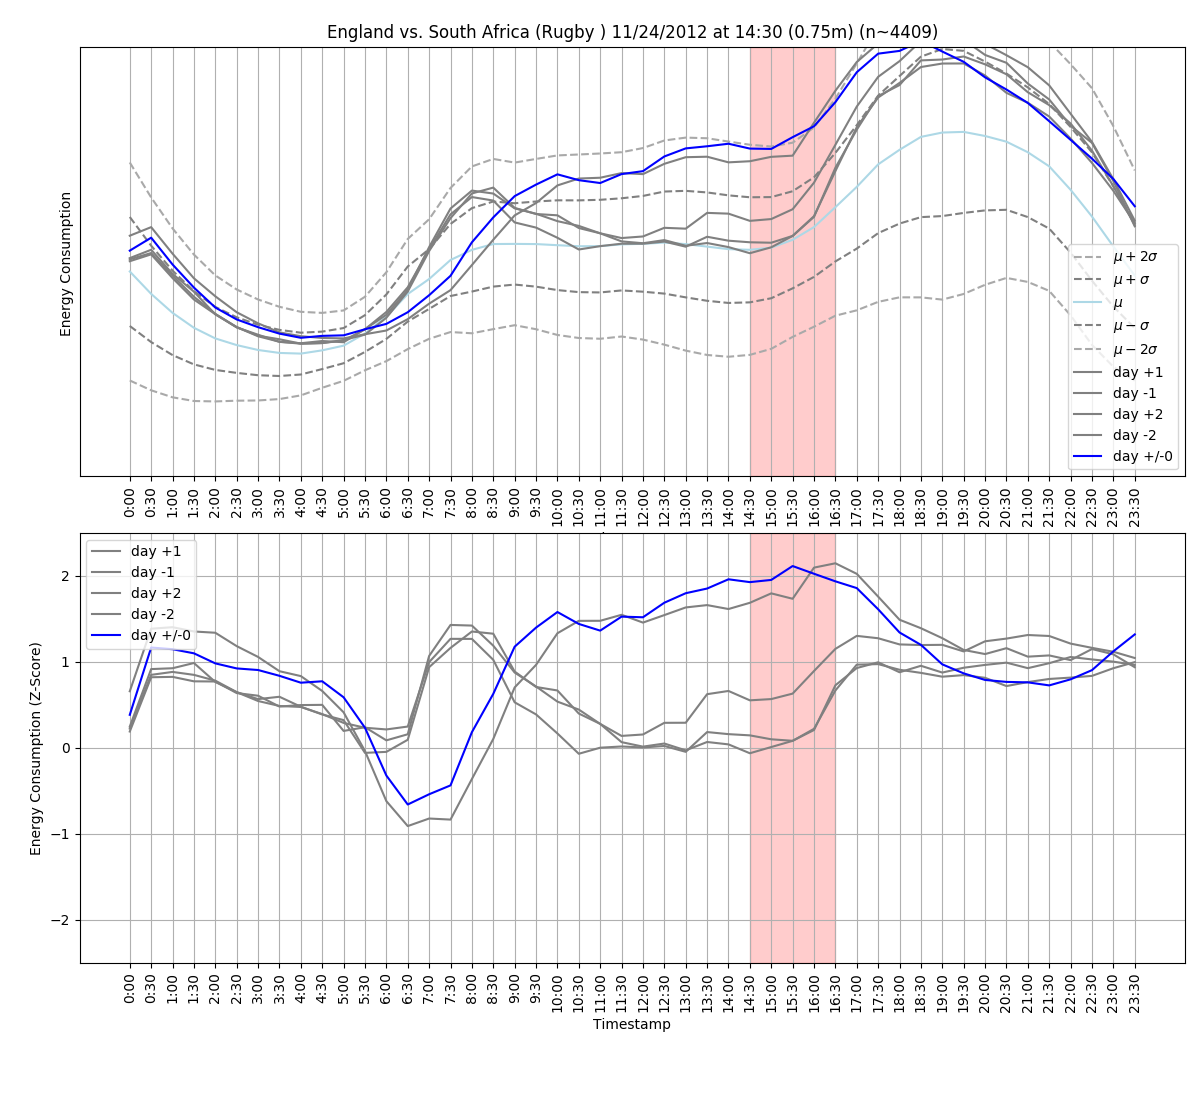 England vs. South Africa (Rugby ) 11/24/2012 at 14:30 (0.75m) (n~4409)
Energy Consumption
μ + 2σ
μ + σ
μ
μ − σ
μ − 2σ
day +1
day -1
day +2
day -2
day +/-0
0:00 0:30 1:00 1:30 2:00 2:30 3:00 3:30 4:00 4:30 5:00 5:30 6:00 6:30 7:00 7:30 8:00 8:30 9:00 9:30 10:00 10:30 11:00 11:30 12:00 12:30 13:00 13:30 14:00 14:30 15:00 15:30 16:00 16:30 17:00 17:30 18:00 18:30 19:00 19:30 20:00 20:30 21:00 21:30 22:00 22:30 23:00 23:30
Energy Consumption (Z-Score)
day +1
day -1
day +2
day -2
day +/-0
2
1
0
−1
−2
0:00 0:30 1:00 1:30 2:00 2:30 3:00 3:30 4:00 4:30 5:00 5:30 6:00 6:30 7:00 7:30 8:00 8:30 9:00 9:30 10:00 10:30 11:00 11:30 12:00 12:30 13:00 13:30 14:00 14:30 15:00 15:30 16:00 16:30 17:00 17:30 18:00 18:30 19:00 19:30 20:00 20:30 21:00 21:30 22:00 22:30 23:00 23:30
Timestamp